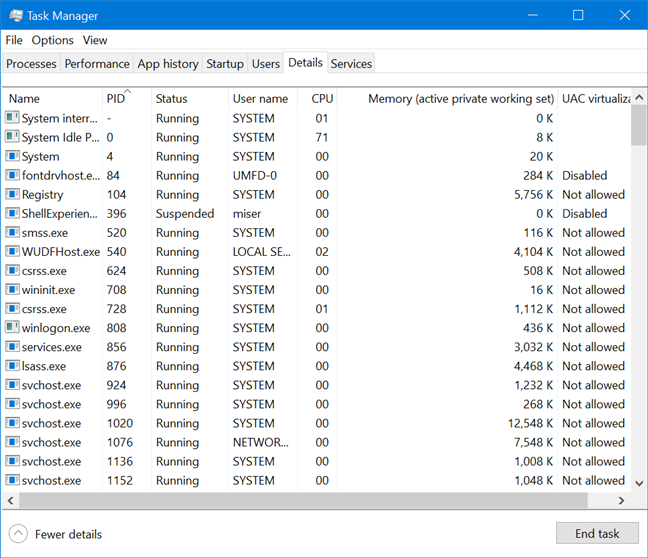 Task Manager
File Options View
Processes Performance App history Startup Users Details Services
Name PID Status User name CPU Memory (active private working set) UAC virtualiza
System interr... - Running SYSTEM 01 0 K
System Idle P... 0 Running SYSTEM 71 8 K
System 4 Running SYSTEM 00 20 K
fontdrvhost.e... 84 Running UMFD-0 00 284 K Disabled
Registry 104 Running SYSTEM 00 5,756 K Not allowed
ShellExperien... 396 Suspended miser 00 0 K Disabled
smss.exe 520 Running SYSTEM 00 116 K Not allowed
WUDFHost.exe 540 Running LOCAL SE... 02 4,104 K Not allowed
csrss.exe 624 Running SYSTEM 00 508 K Not allowed
wininit.exe 708 Running SYSTEM 00 16 K Not allowed
csrss.exe 728 Running SYSTEM 01 1,112 K Not allowed
winlogon.exe 808 Running SYSTEM 00 436 K Not allowed
services.exe 856 Running SYSTEM 00 3,032 K Not allowed
lsass.exe 876 Running SYSTEM 00 4,468 K Not allowed
svchost.exe 924 Running SYSTEM 00 1,232 K Not allowed
svchost.exe 996 Running SYSTEM 00 268 K Not allowed
svchost.exe 1020 Running SYSTEM 00 12,548 K Not allowed
svchost.exe 1076 Running NETWOR... 00 7,548 K Not allowed
svchost.exe 1136 Running SYSTEM 00 1,008 K Not allowed
svchost.exe 1152 Running SYSTEM 00 1,048 K Not allowed
Fewer details End task